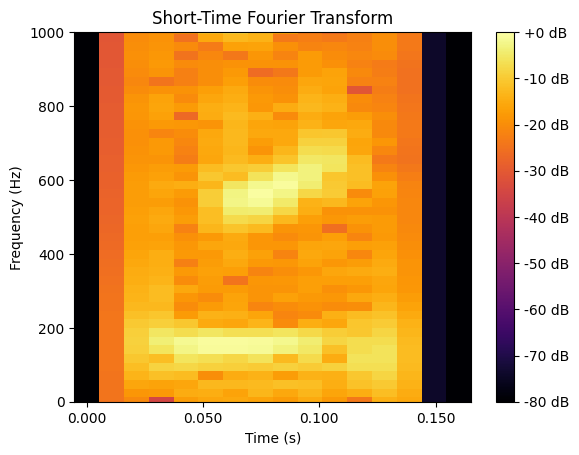 Short-Time Fourier Transform
1000
800
600
400
200
0
Frequency (Hz)
0.000
0.050
0.100
0.150
Time (s)
+0 dB
-10 dB
-20 dB
-30 dB
-40 dB
-50 dB
-60 dB
-70 dB
-80 dB